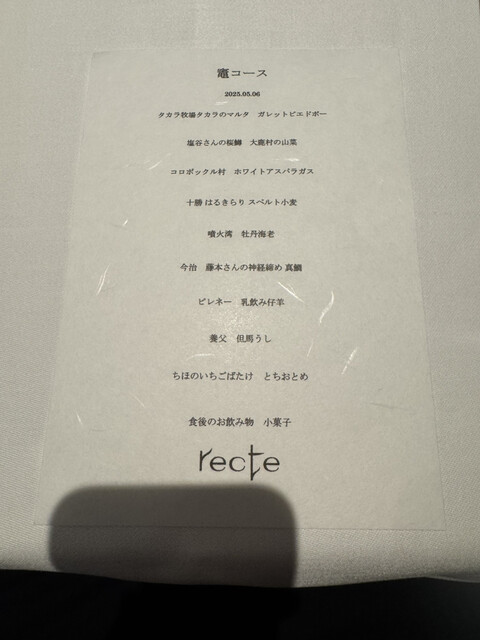 竈コース
2025.05.06
タカラ牧場タカラのマルタ　ガレットピエドポー
塩谷さんの桜鱒　大鹿村の山菜
コロボックル村　ホワイトアスパラガス
十勝 はるきらり スペルト小麦
噴火湾　牡丹海老
今治　藤本さんの神経締め 真鯛
ピレネー　乳飲み仔羊
養父　但馬うし
ちほのいちごばたけ　とちおとめ
食後のお飲み物　小菓子
recte